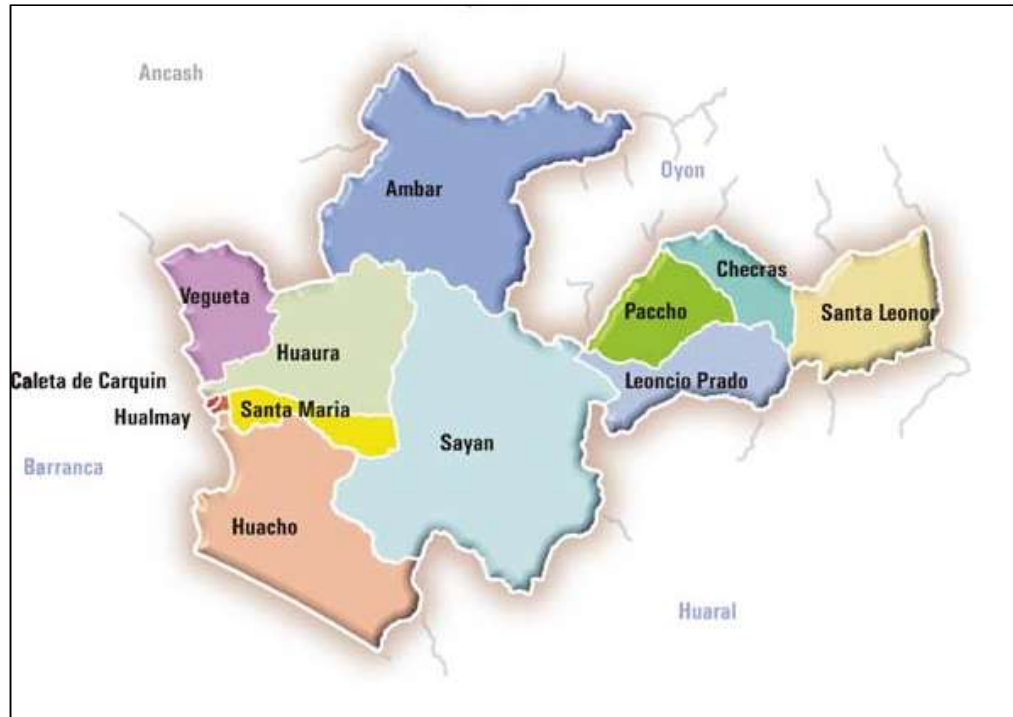 Ancash
Oyon
Ambar
Checras
Vegueta
Paccho
Santa Leonor
Huaura
Caleta de Carquin
Leoncio Prado
Santa Maria
Hualmay
Sayan
Barranca
Huacho
Huaral